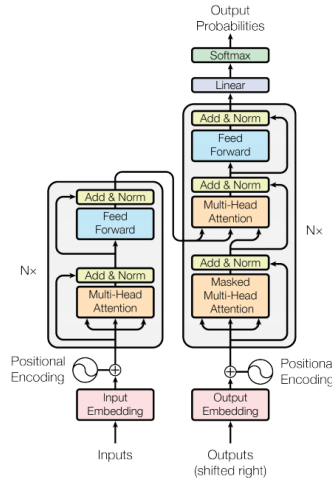 Output
Probabilities
Softmax
Linear
Add & Norm
Feed
Forward
Add & Norm
Multi-Head
Attention
Add & Norm
Masked
Multi-Head
Attention
N×
Positional
Encoding
Output
Embedding
Outputs
(shifted right)
Add & Norm
Feed
Forward
N×
Add & Norm
Multi-Head
Attention
Positional
Encoding
Input
Embedding
Inputs